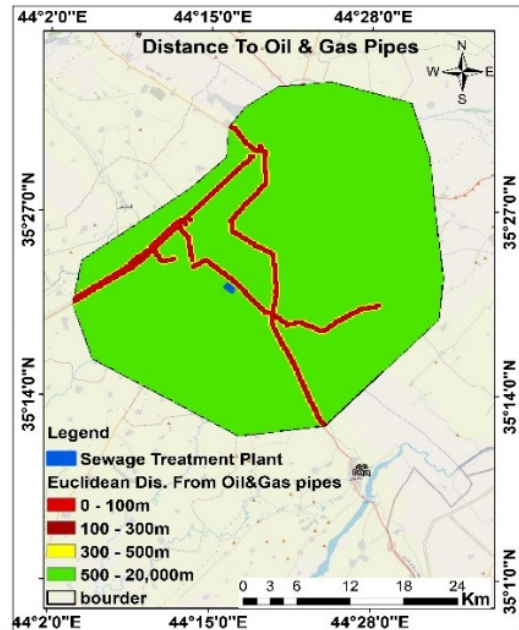 44°2'0"E 44°15'0"E 44°28'0"E
Distance To Oil & Gas Pipes
N
W E
S
35°27'0"N 35°27'0"N
35°14'0"N 35°14'0"N
35°1'0"N
Legend
Sewage Treatment Plant
Euclidean Dis. From Oil&Gas pipes
0 - 100m
100 - 300m
300 - 500m
500 - 20,000m
bourder
0 3 6 12 18 24
Km
44°2'0"E 44°15'0"E 44°28'0"E